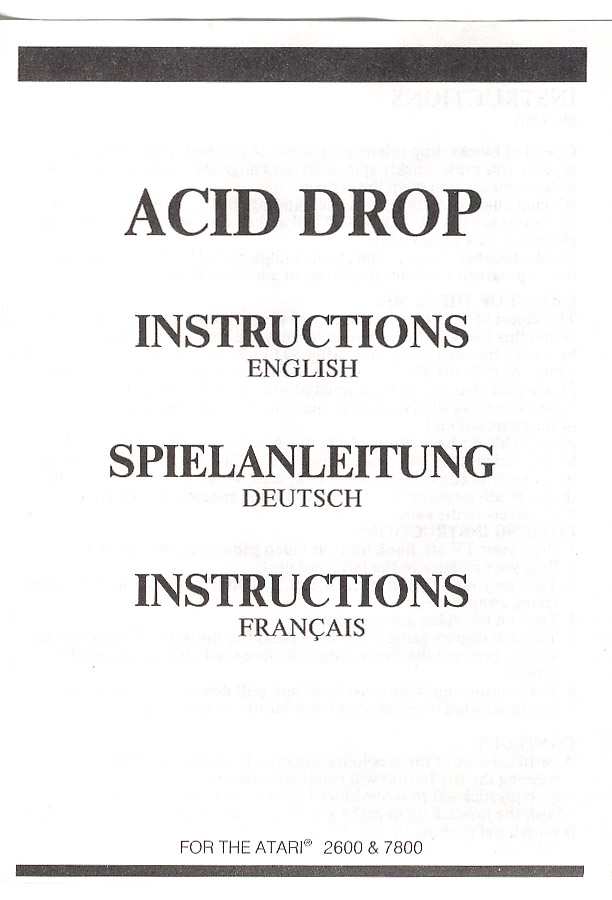 ACID DROP
INSTRUCTIONS
ENGLISH
SPIELANLEITUNG
DEUTSCH
INSTRUCTIONS
FRANÇAIS
FOR THE ATARI® 2600 & 7800